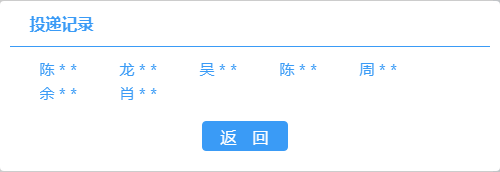 投递记录
陈 * * 龙 * * 吴 * * 陈 * * 周 * *
余 * * 肖 * *
返 回